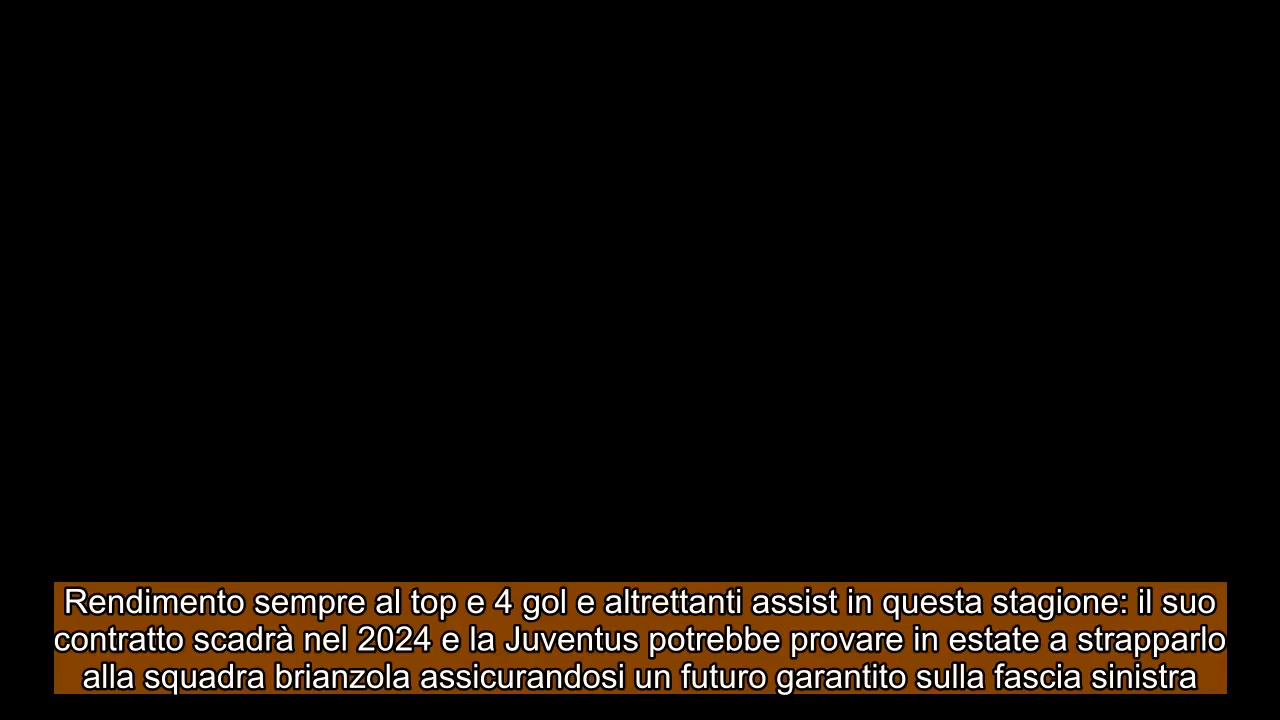 Rendimento sempre al top e 4 gol e altrettanti assist in questa stagione: il suo
contratto scadrà nel 2024 e la Juventus potrebbe provare in estate a strapparlo
alla squadra brianzola assicurandosi un futuro garantito sulla fascia sinistra